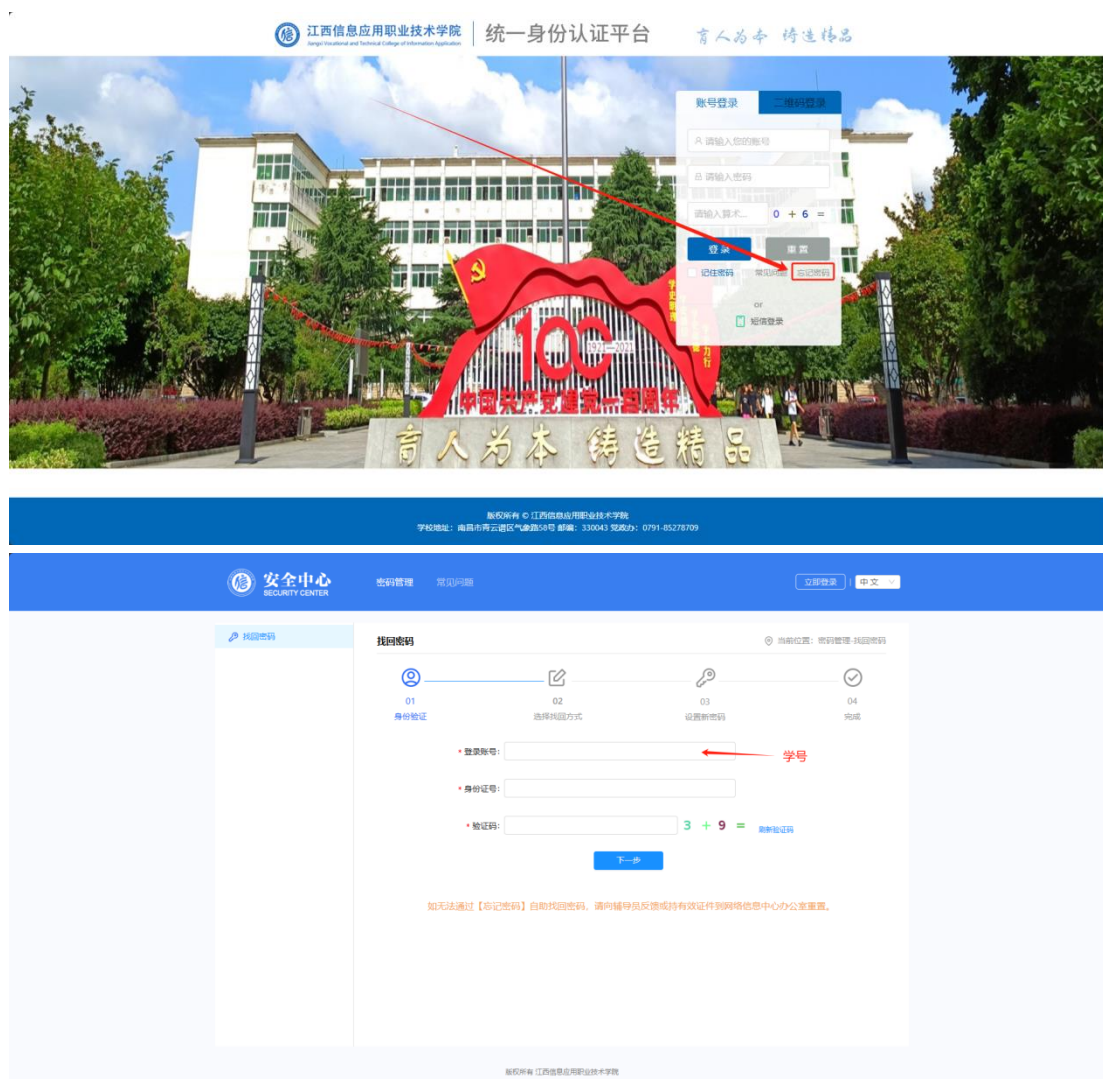 江西信息应用职业技术学院
Jiangxi Vocational and Technical College of Information Application
统一身份认证平台
育人为本 铸造精品
账号登录 二维码登录
请输入您的账号
请输入密码
请输入算术... 0 + 6 =
登 录 重 置
记住密码 常见问题 忘记密码
or
短信登录
100
1921—2021
中国共产党建党一百周年
育人为本 铸造精品
版权所有 © 江西信息应用职业技术学院
学校地址：南昌市青云谱区气象路58号 邮编：330043 党政办：0791-85278709
安全中心
SECURITY CENTER
密码管理 常见问题
立即登录 | 中文
找回密码
找回密码
当前位置：密码管理-找回密码
01 02 03 04
身份验证 选择找回方式 设置新密码 完成
* 登录账号:
学号
* 身份证号:
* 验证码: 3 + 9 = 刷新验证码
下一步
如无法通过【忘记密码】自助找回密码，请向辅导员反馈或持有效证件到网络信息中心办公室重置。
版权所有 江西信息应用职业技术学院